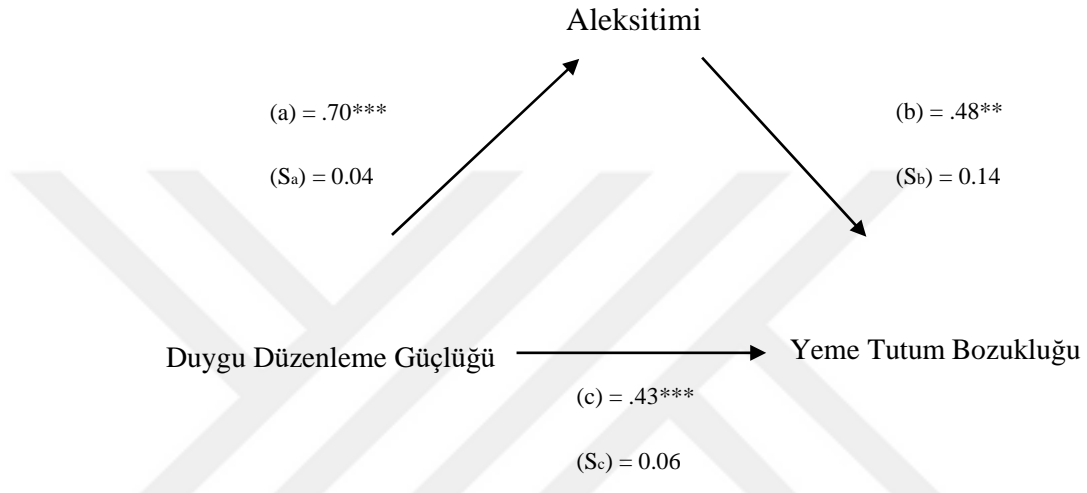 Aleksitimi
(a) = .70***
(b) = .48**
(Sa) = 0.04
(Sb) = 0.14
Duygu Düzenleme Güçlüğü
Yeme Tutum Bozukluğu
(c) = .43***
(Sc) = 0.06